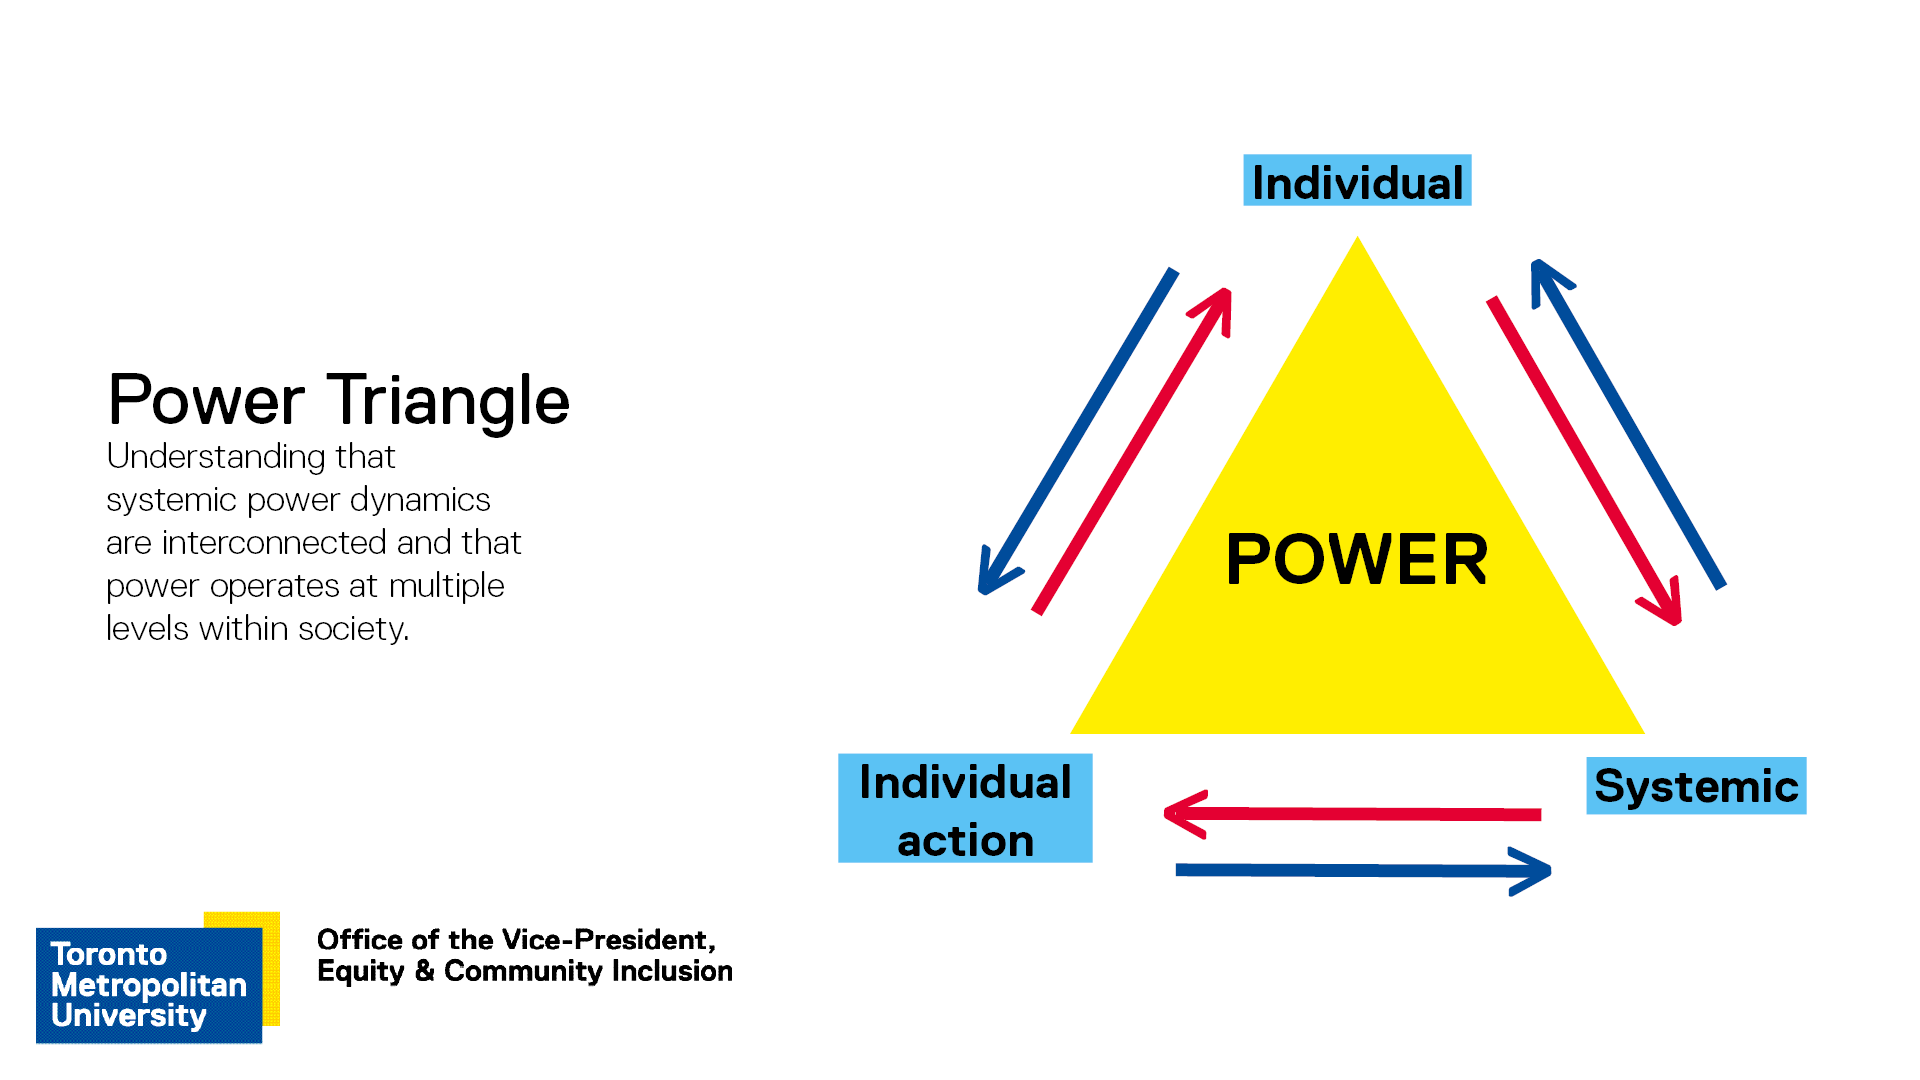 Power Triangle
Understanding that
systemic power dynamics
are interconnected and that
power operates at multiple
levels within society.
Individual
POWER
Individual
action
Systemic
Toronto
Metropolitan
University
Office of the Vice-President,
Equity & Community Inclusion